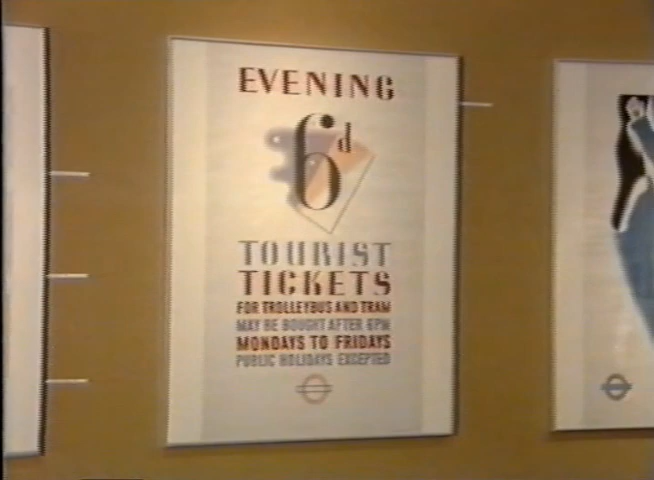 EVENING
6d
TOURIST
TICKETS
FOR TROLLEYBUS AND TRAM
MAY BE BOUGHT AFTER 6PM
MONDAYS TO FRIDAYS
PUBLIC HOLIDAYS EXCEPTED